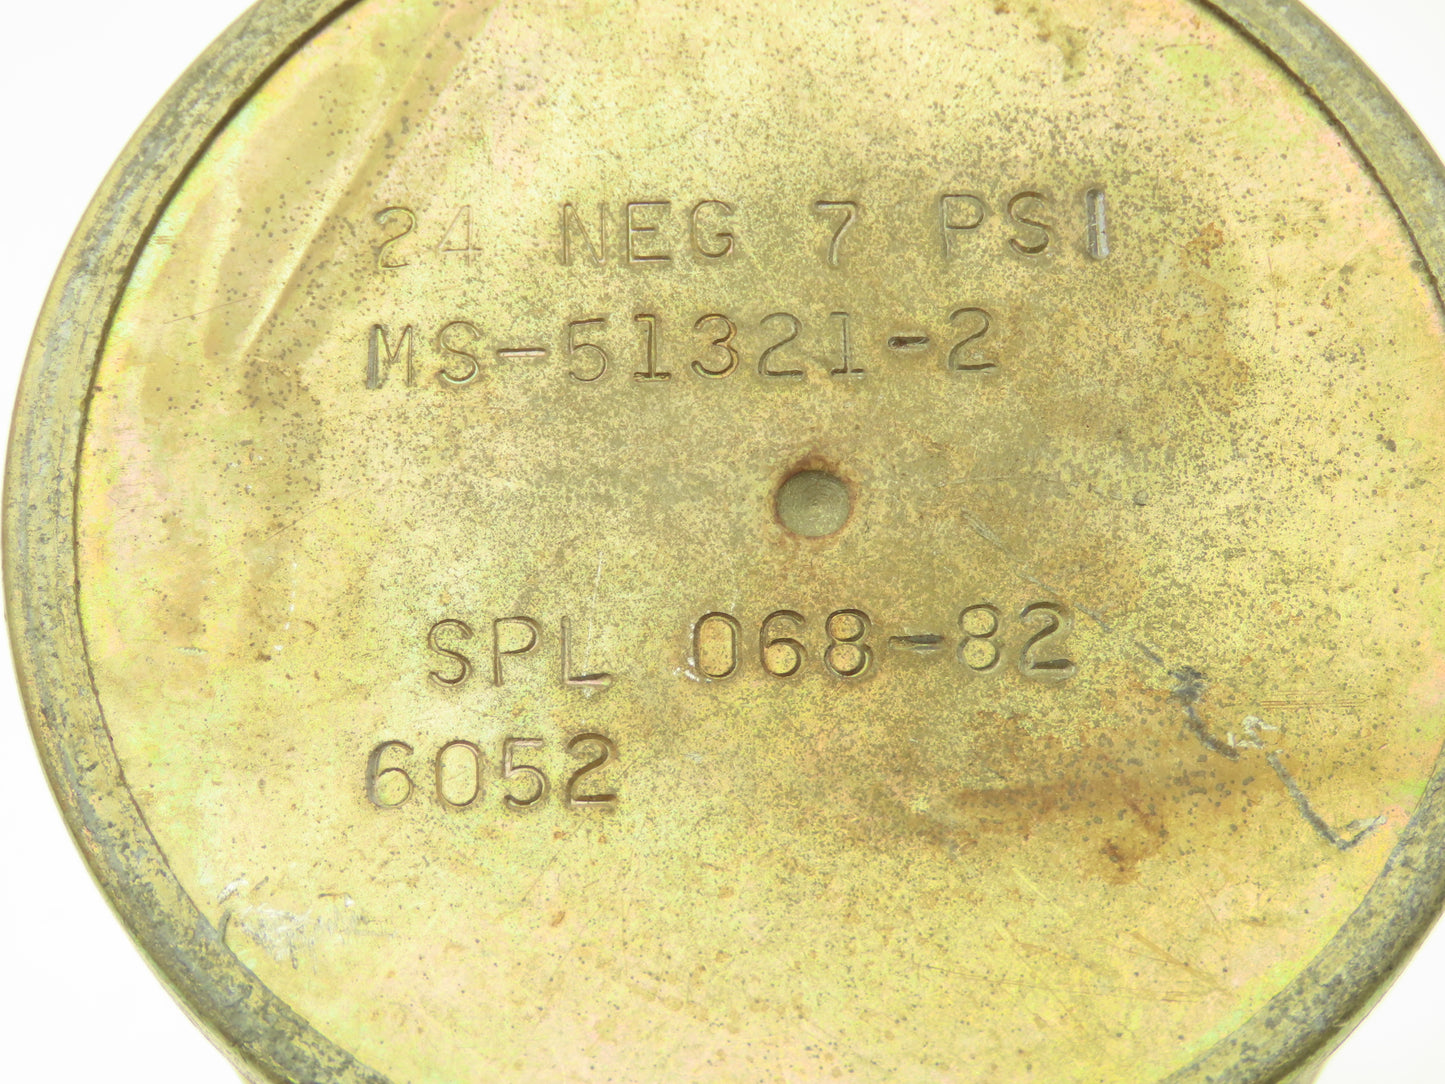 24 NEG 7 PSI
MS-51321-2
SPL 068-82
6052